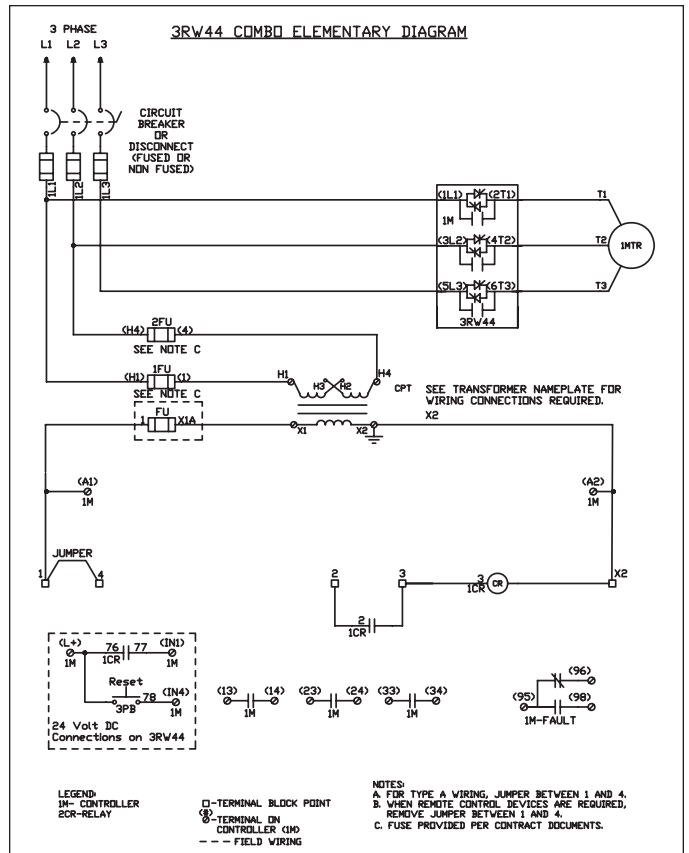 3RW44 COMBO ELEMENTARY DIAGRAM
3 PHASE
L1 L2 L3
CIRCUIT
BREAKER
OR
DISCONNECT
(FUSED OR
NON FUSED)
1L1
1L2
1L3
(1L1) (2T1)
1M
(3L2) (4T2)
(5L3) (6T3)
3RW44
T1
T2
T3
1MTR
2FU
(H4) (4)
SEE NOTE C
1FU
(H1) (1)
SEE NOTE C
H1 H3 H2 H4
CPT
SEE TRANSFORMER NAMEPLATE FOR
WIRING CONNECTIONS REQUIRED.
FU
1 X1A
X1 X2
X2
(A1)
1M
(A2)
1M
JUMPER
1 4
2 3
3
1CR
CR
X2
2
1CR
(L+)
1M
76 77
1CR
(IN1)
1M
Reset
3PB
78
(IN4)
1M
24 Volt DC
Connections on 3RW44
(13) (14)
1M
(23) (24)
1M
(33) (34)
1M
(96)
(95) (98)
1M-FAULT
LEGEND:
1M- CONTROLLER
2CR-RELAY
□-TERMINAL BLOCK POINT
(#)
⊘-TERMINAL ON
CONTROLLER (1M)
--- FIELD WIRING
NOTES:
A. FOR TYPE A WIRING, JUMPER BETWEEN 1 AND 4.
B. WHEN REMOTE CONTROL DEVICES ARE REQUIRED,
REMOVE JUMPER BETWEEN 1 AND 4.
C. FUSE PROVIDED PER CONTRACT DOCUMENTS.